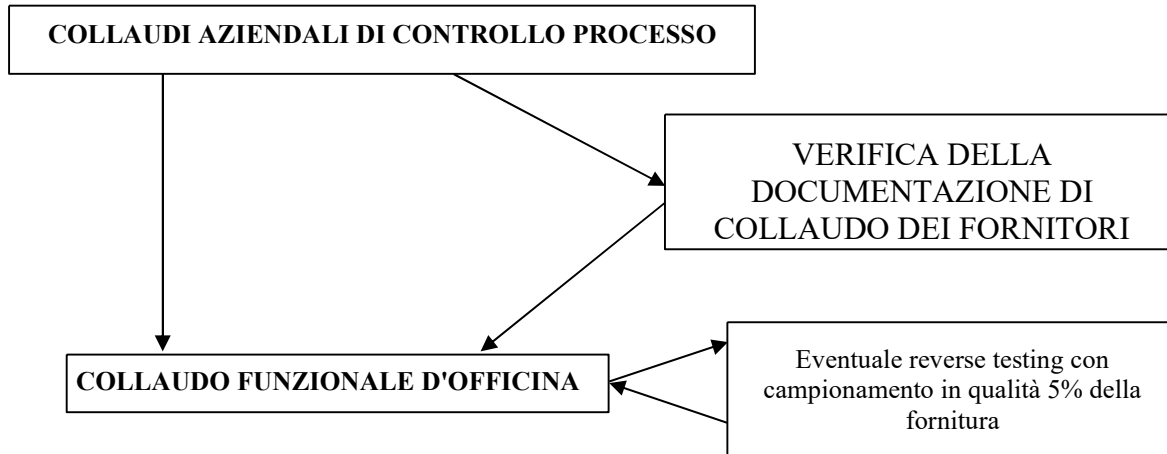 COLLAUDI AZIENDALI DI CONTROLLO PROCESSO
VERIFICA DELLA
DOCUMENTAZIONE DI
COLLAUDO DEI FORNITORI
COLLAUDO FUNZIONALE D'OFFICINA
Eventuale reverse testing con
campionamento in qualità 5% della
fornitura